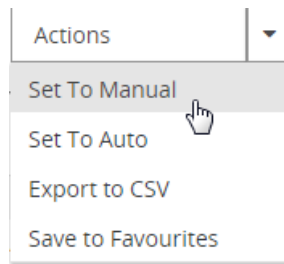 Actions
Set To Manual
Set To Auto
Export to CSV
Save to Favourites